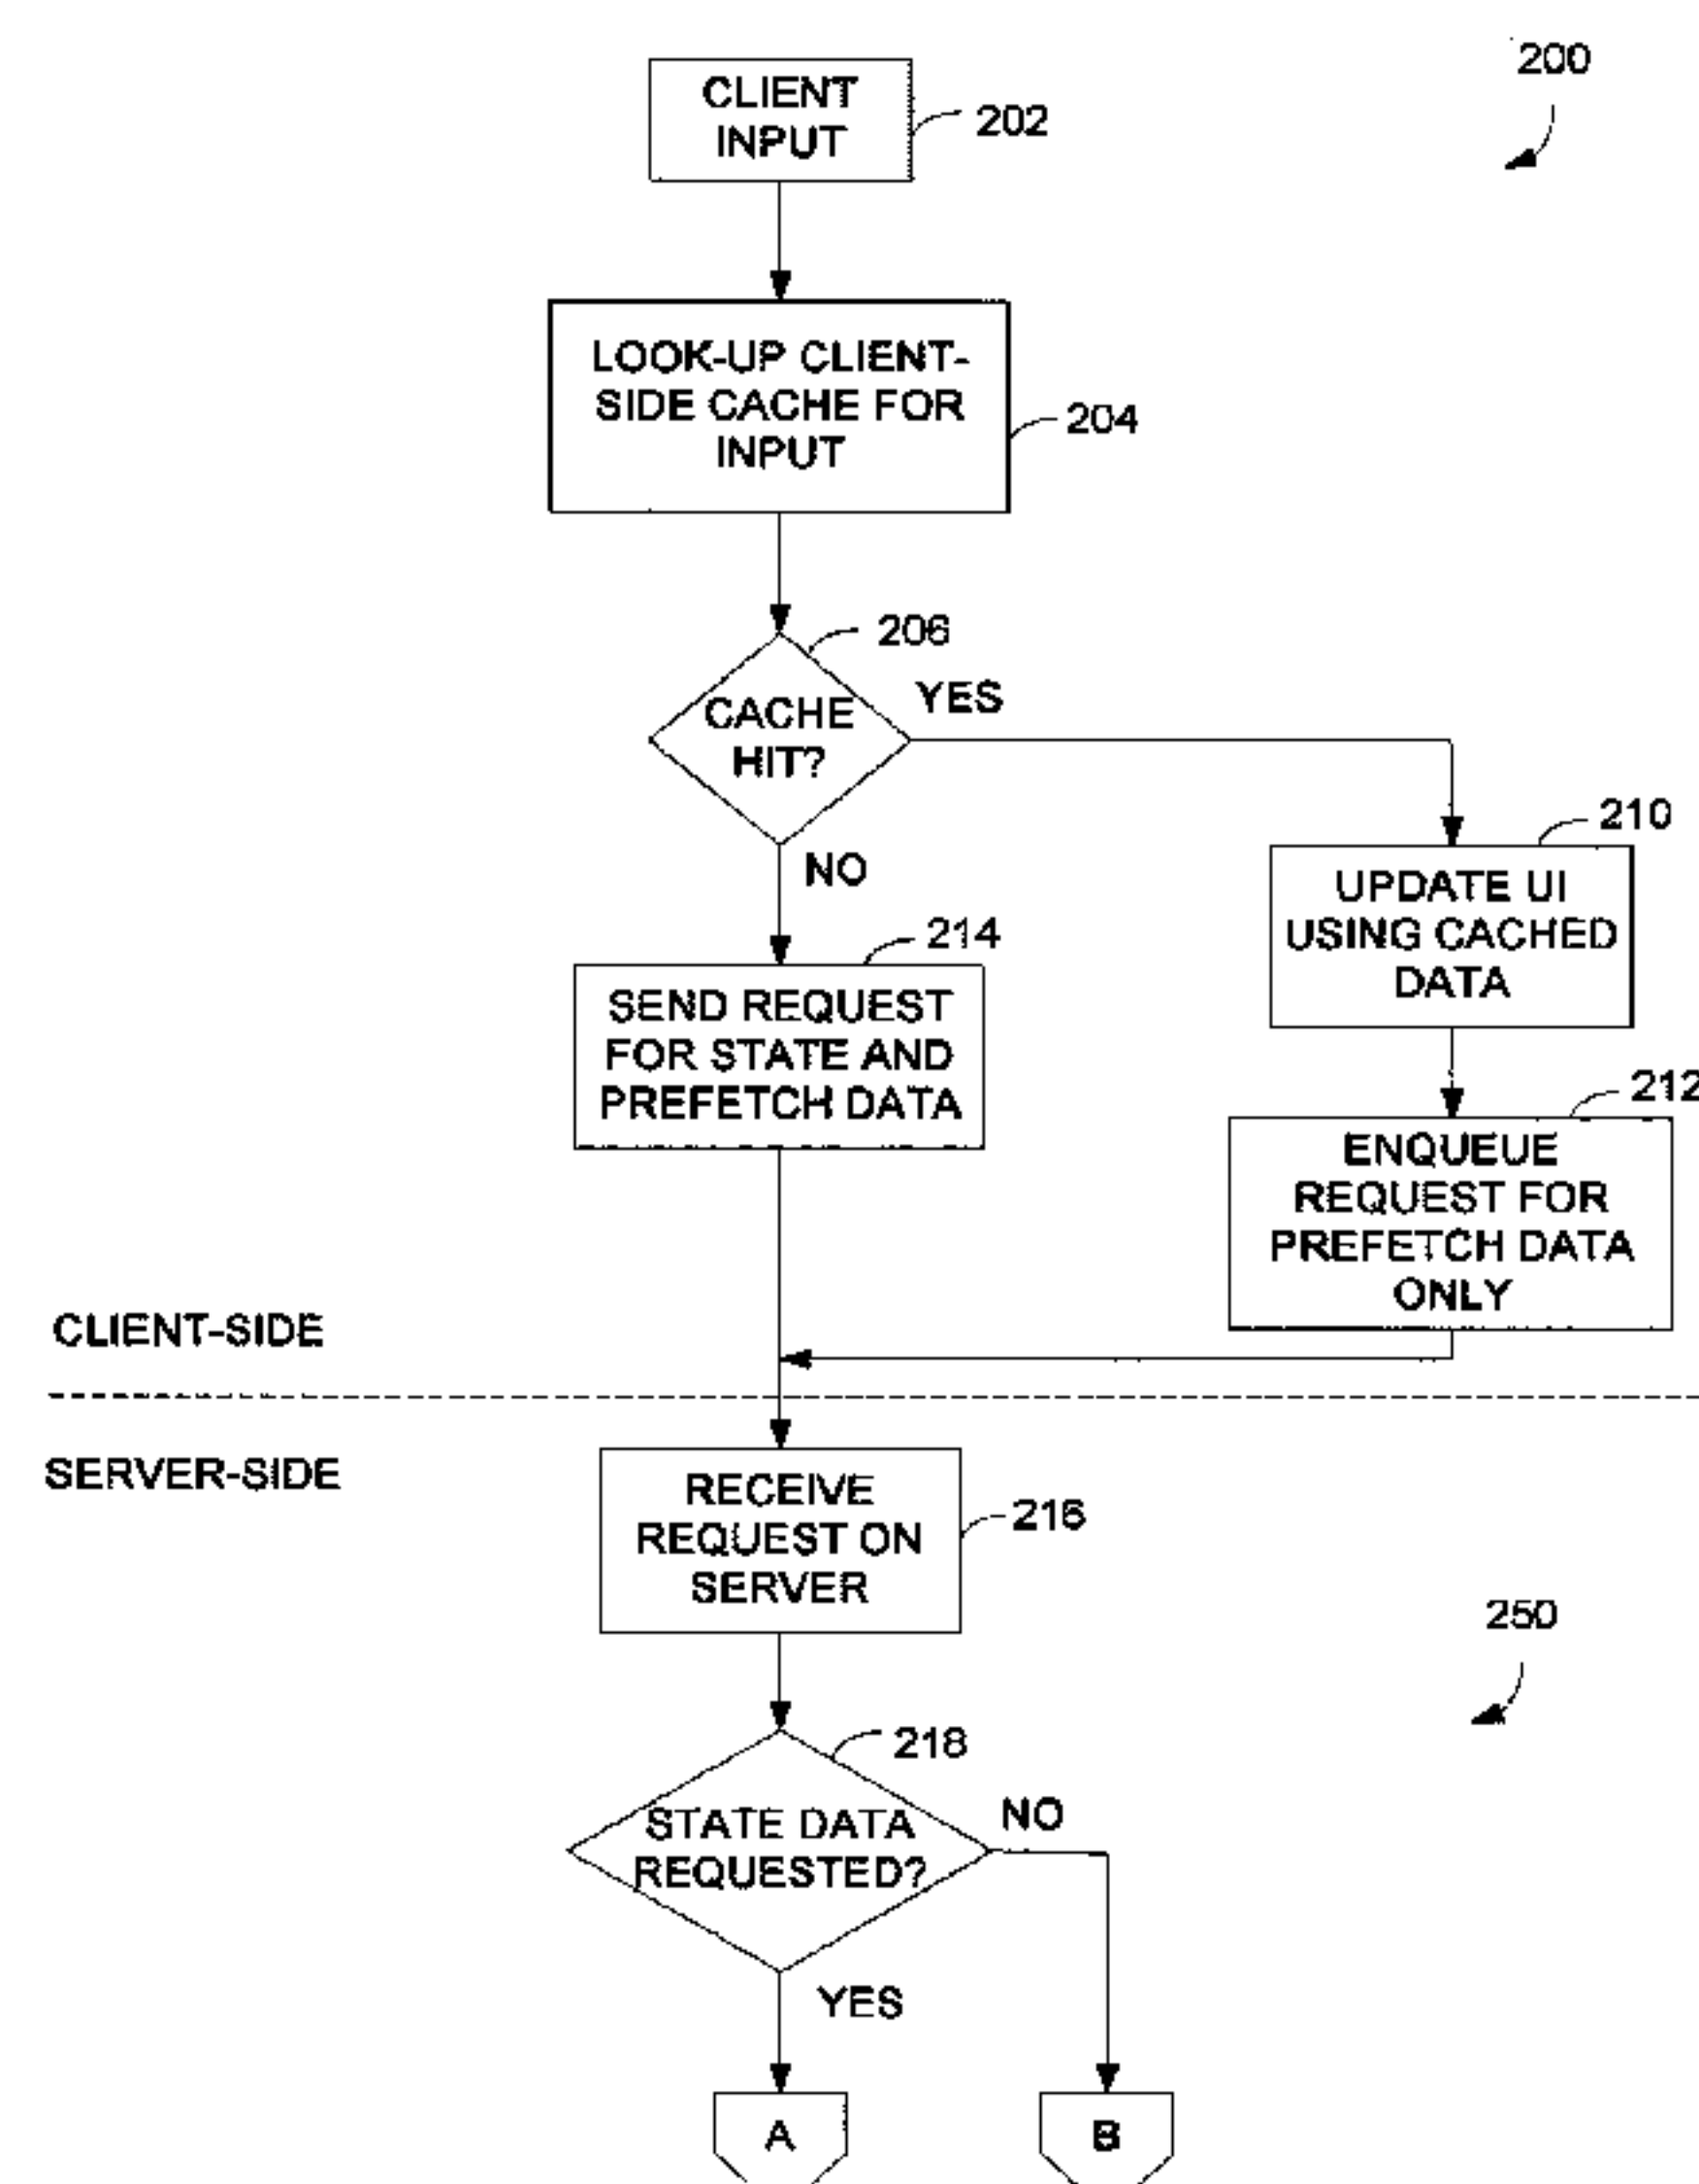 200
CLIENT
INPUT
202
LOOK-UP CLIENT-
SIDE CACHE FOR
INPUT
204
206
CACHE
HIT?
YES
NO
210
UPDATE UI
USING CACHED
DATA
214
SEND REQUEST
FOR STATE AND
PREFETCH DATA
212
ENQUEUE
REQUEST FOR
PREFETCH DATA
ONLY
CLIENT-SIDE
SERVER-SIDE
RECEIVE
REQUEST ON
SERVER
216
250
218
STATE DATA
REQUESTED?
NO
YES
A
B